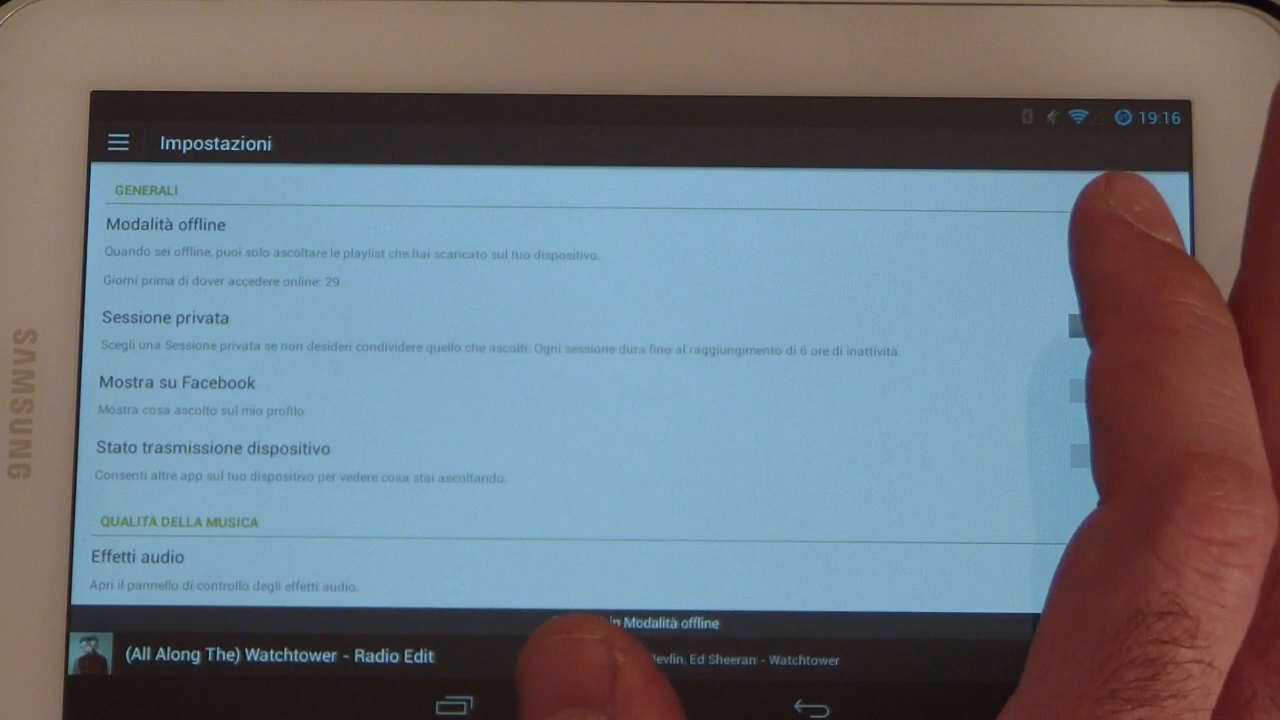 19:16
Impostazioni
GENERALI
Modalità offline
Quando sei offline, puoi solo ascoltare le playlist che hai scaricato sul tuo dispositivo.
Giorni prima di dover accedere online: 29.
Sessione privata
Scegli una Sessione privata se non desideri condividere quello che ascolti. Ogni sessione dura fino al raggiungimento di 6 ore di inattività.
Mostra su Facebook
Mostra cosa ascolto sul mio profilo
Stato trasmissione dispositivo
Consenti altre app sul tuo dispositivo per vedere cosa stai ascoltando.
QUALITÀ DELLA MUSICA
Effetti audio
Apri il pannello di controllo degli effetti audio.
in Modalità offline
(All Along The) Watchtower - Radio Edit
evlin, Ed Sheeran - Watchtower
SAMSUNG